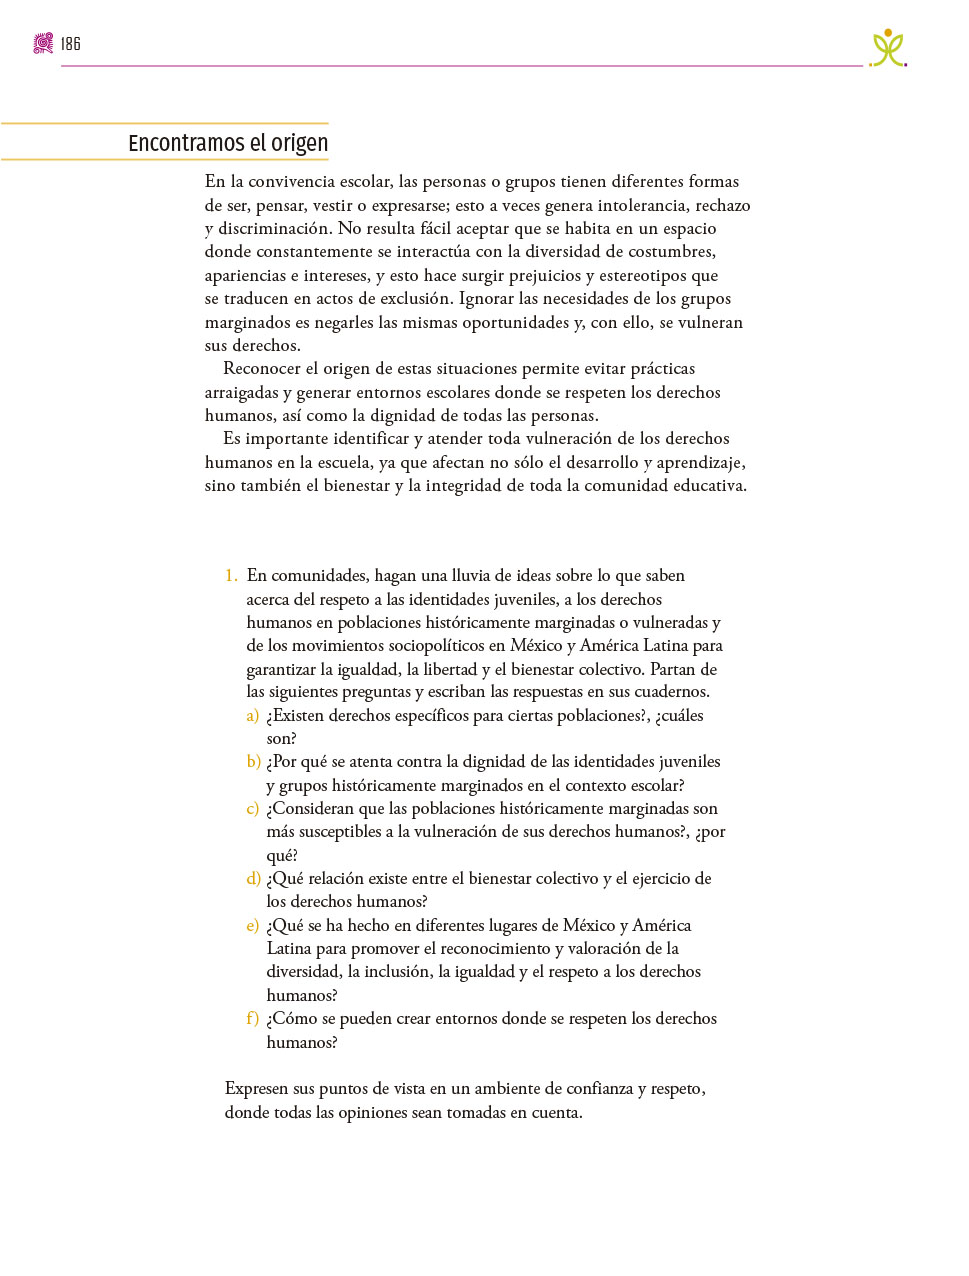 186
Encontramos el origen
En la convivencia escolar, las personas o grupos tienen diferentes formas
de ser, pensar, vestir o expresarse; esto a veces genera intolerancia, rechazo
y discriminación. No resulta fácil aceptar que se habita en un espacio
donde constantemente se interactúa con la diversidad de costumbres,
apariencias e intereses, y esto hace surgir prejuicios y estereotipos que
se traducen en actos de exclusión. Ignorar las necesidades de los grupos
marginados es negarles las mismas oportunidades y, con ello, se vulneran
sus derechos.
Reconocer el origen de estas situaciones permite evitar prácticas
arraigadas y generar entornos escolares donde se respeten los derechos
humanos, así como la dignidad de todas las personas.
Es importante identificar y atender toda vulneración de los derechos
humanos en la escuela, ya que afectan no sólo el desarrollo y aprendizaje,
sino también el bienestar y la integridad de toda la comunidad educativa.
1. En comunidades, hagan una lluvia de ideas sobre lo que saben
acerca del respeto a las identidades juveniles, a los derechos
humanos en poblaciones históricamente marginadas o vulneradas y
de los movimientos sociopolíticos en México y América Latina para
garantizar la igualdad, la libertad y el bienestar colectivo. Partan de
las siguientes preguntas y escriban las respuestas en sus cuadernos.
a) ¿Existen derechos específicos para ciertas poblaciones?, ¿cuáles
son?
b) ¿Por qué se atenta contra la dignidad de las identidades juveniles
y grupos históricamente marginados en el contexto escolar?
c) ¿Consideran que las poblaciones históricamente marginadas son
más susceptibles a la vulneración de sus derechos humanos?, ¿por
qué?
d) ¿Qué relación existe entre el bienestar colectivo y el ejercicio de
los derechos humanos?
e) ¿Qué se ha hecho en diferentes lugares de México y América
Latina para promover el reconocimiento y valoración de la
diversidad, la inclusión, la igualdad y el respeto a los derechos
humanos?
f) ¿Cómo se pueden crear entornos donde se respeten los derechos
humanos?
Expresen sus puntos de vista en un ambiente de confianza y respeto,
donde todas las opiniones sean tomadas en cuenta.